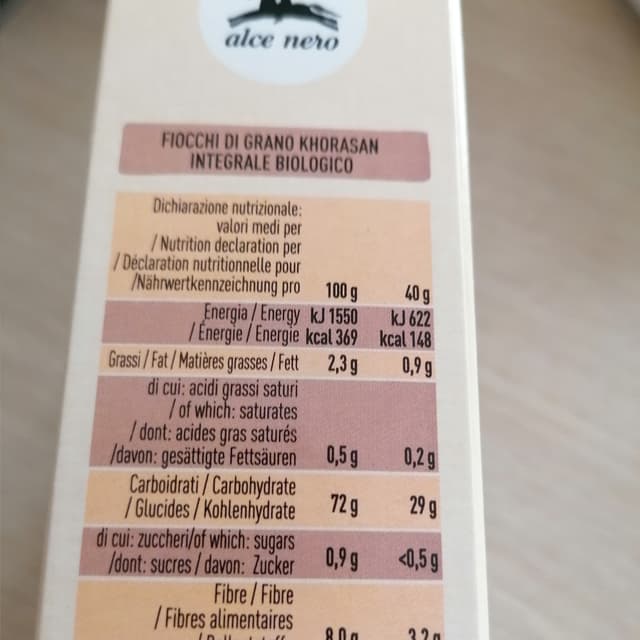 alce nero
FIOCCHI DI GRANO KHORASAN
INTEGRALE BIOLOGICO
Dichiarazione nutrizionale:
valori medi per
/ Nutrition declaration per
/ Déclaration nutritionnelle pour
/Nährwertkennzeichnung pro 100 g 40 g
Energia / Energy kJ 1550 kJ 622
/ Énergie / Energie kcal 369 kcal 148
Grassi / Fat / Matières grasses / Fett 2,3 g 0,9 g
di cui: acidi grassi saturi
/ of which: saturates
/ dont: acides gras saturés
/davon: gesättigte Fettsäuren 0,5 g 0,2 g
Carboidrati / Carbohydrate
/ Glucides / Kohlenhydrate 72 g 29 g
di cui: zuccheri/of which: sugars
/dont: sucres / davon: Zucker 0,9 g <0,5 g
Fibre / Fibre
/ Fibres alimentaires
8,0 g 3,2 g